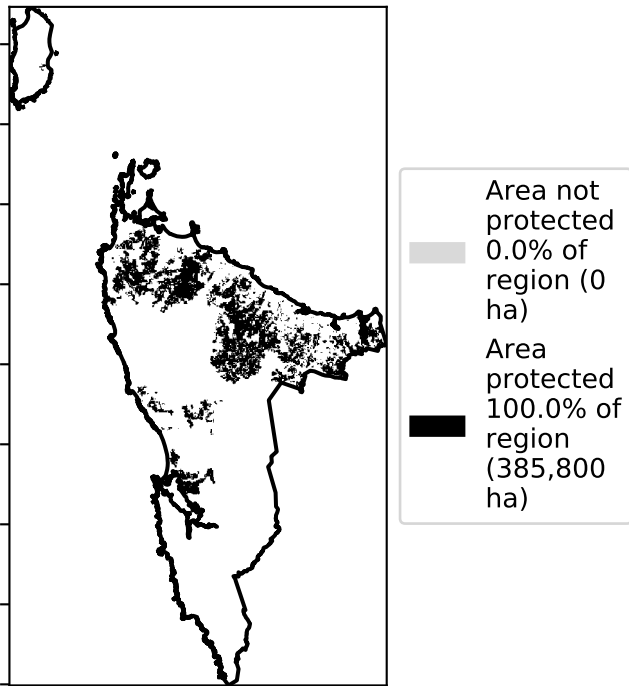 Area not
protected
0.0% of
region (0
ha)
Area
protected
100.0% of
region
(385,800
ha)